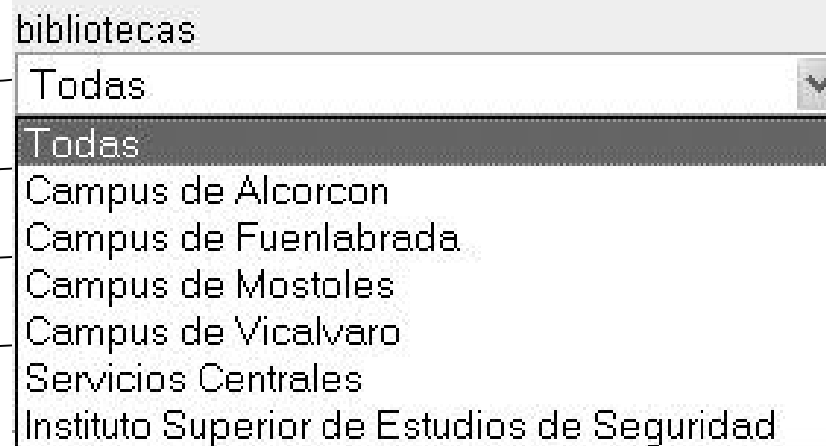 bibliotecas
Todas
Todas
Campus de Alcorcon
Campus de Fuenlabrada
Campus de Mostoles
Campus de Vicalvaro
Servicios Centrales
Instituto Superior de Estudios de Seguridad